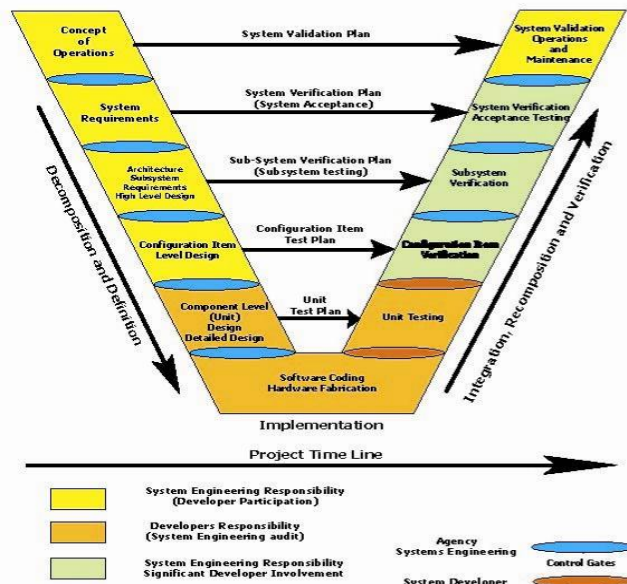 Concept
of Operations
System Validation Plan
System Validation
Operations
and
Maintenance
System
Requirements
System Verification Plan
(System Acceptance)
System Verification
Acceptance Testing
Architecture
Subsystem
Requirements
High Level Design
Sub-System Verification Plan
(Subsystem testing)
Subsystem
Verification
Configuration Item
Level Design
Configuration Item
Test Plan
Configuration Item
Verification
Component Level
(Unit)
Design
Detailed Design
Unit
Test Plan
Unit Testing
Software Coding
Hardware Fabrication
Implementation
Decomposition and Definition
Integration, Recomposition and Verification
Project Time Line
System Engineering Responsibility
(Developer Participation)
Developers Responsibility
(System Engineering audit)
System Engineering Responsibility
Significant Developer Involvement
Agency
Systems Engineering
Control Gates
System Developer